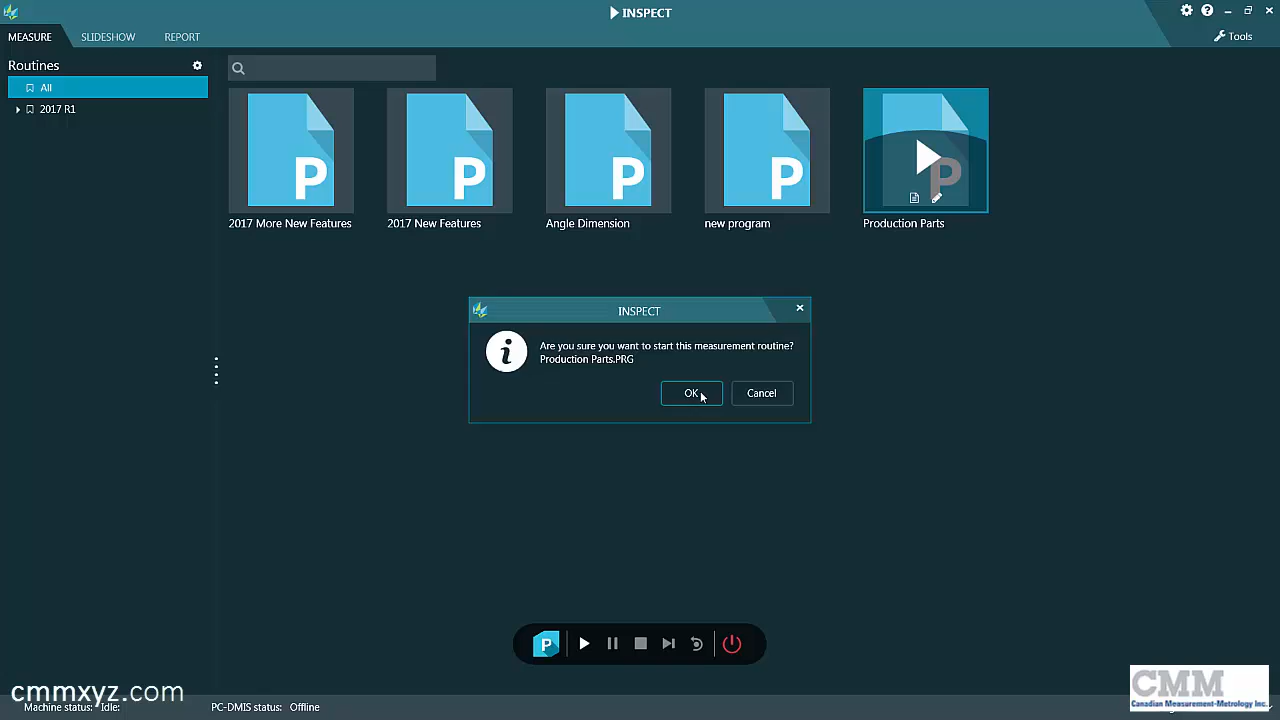 INSPECT
MEASURE
SLIDESHOW
REPORT
Tools
Routines
All
2017 R1
P
P
P
P
P
2017 More New Features
2017 New Features
Angle Dimension
new program
Production Parts
INSPECT
Are you sure you want to start this measurement routine?
Production Parts.PRG
OK
Cancel
P
cmmxyz.com
Machine status: Idle:
PC-DMIS status: Offline
CMM
Canadian Measurement-Metrology Inc.